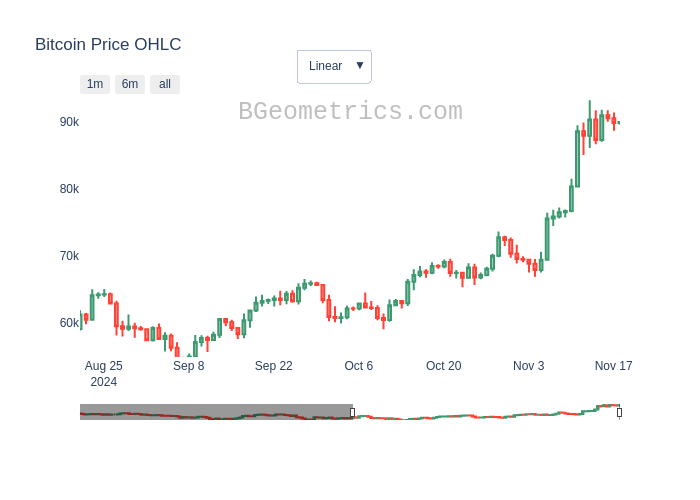 Bitcoin Price OHLC
Linear ▼
1m 6m all
BGeometrics.com
90k
80k
70k
60k
Aug 25 Sep 8 Sep 22 Oct 6 Oct 20 Nov 3 Nov 17
2024